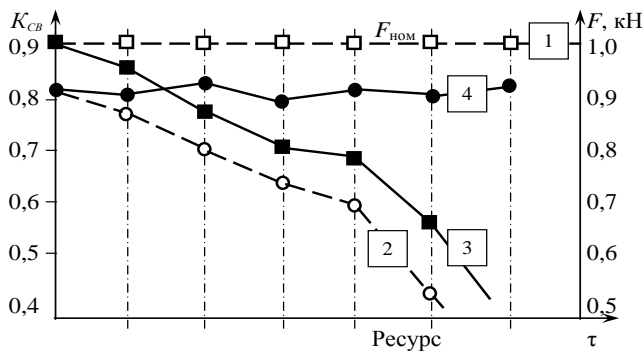 K_СВ F, кН
F_ном
0,9 1 1,0
0,8 4 0,9
0,7 0,8
0,6 0,7
0,5 2 3 0,6
0,4 0,5
Ресурс τ